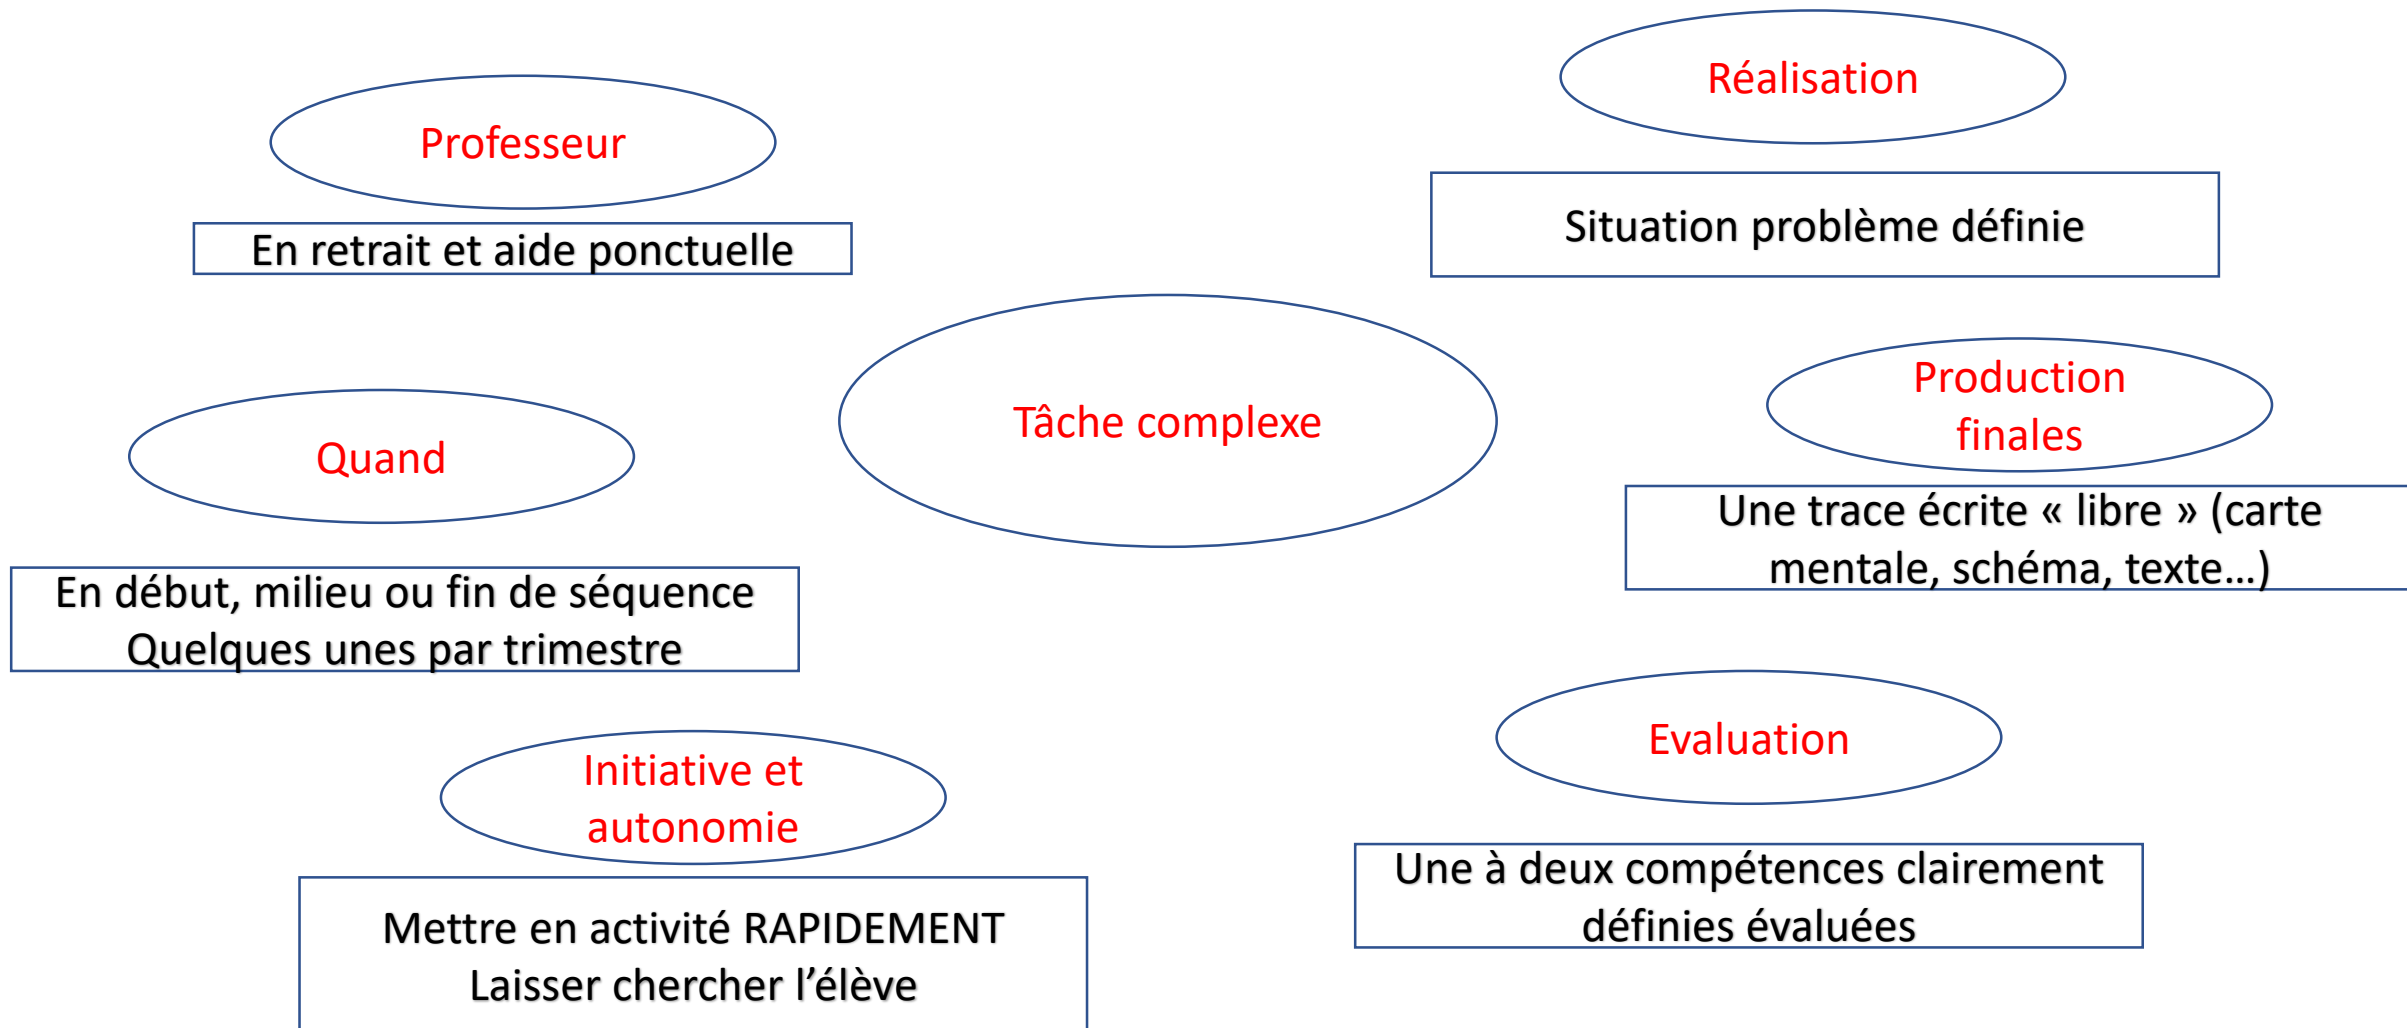 Réalisation
Professeur
Situation problème définie
En retrait et aide ponctuelle
Production
finales
Tâche complexe
Quand
Une trace écrite « libre » (carte
mentale, schéma, texte…)
En début, milieu ou fin de séquence
Quelques unes par trimestre
Evaluation
Initiative et
autonomie
Une à deux compétences clairement
définies évaluées
Mettre en activité RAPIDEMENT
Laisser chercher l’élève